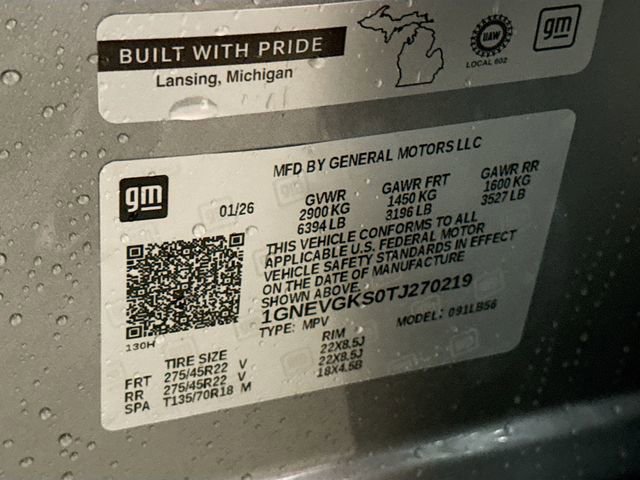 BUILT WITH PRIDE
Lansing, Michigan
UAW
LOCAL 602
gm
MFD BY GENERAL MOTORS LLC
gm
01/26
GVWR GAWR FRT GAWR RR
2900 KG 1450 KG 1600 KG
6394 LB 3196 LB 3527 LB
THIS VEHICLE CONFORMS TO ALL
APPLICABLE U.S. FEDERAL MOTOR
VEHICLE SAFETY STANDARDS IN EFFECT
ON THE DATE OF MANUFACTURE
SHOWN ABOVE.
1GNEVGKS0TJ270219
TYPE: MPV MODEL: 091LB56
130H
TIRE SIZE RIM
FRT 275/45R22 V 22X8.5J
RR 275/45R22 V 22X8.5J
SPA T135/70R18 M 18X4.5B